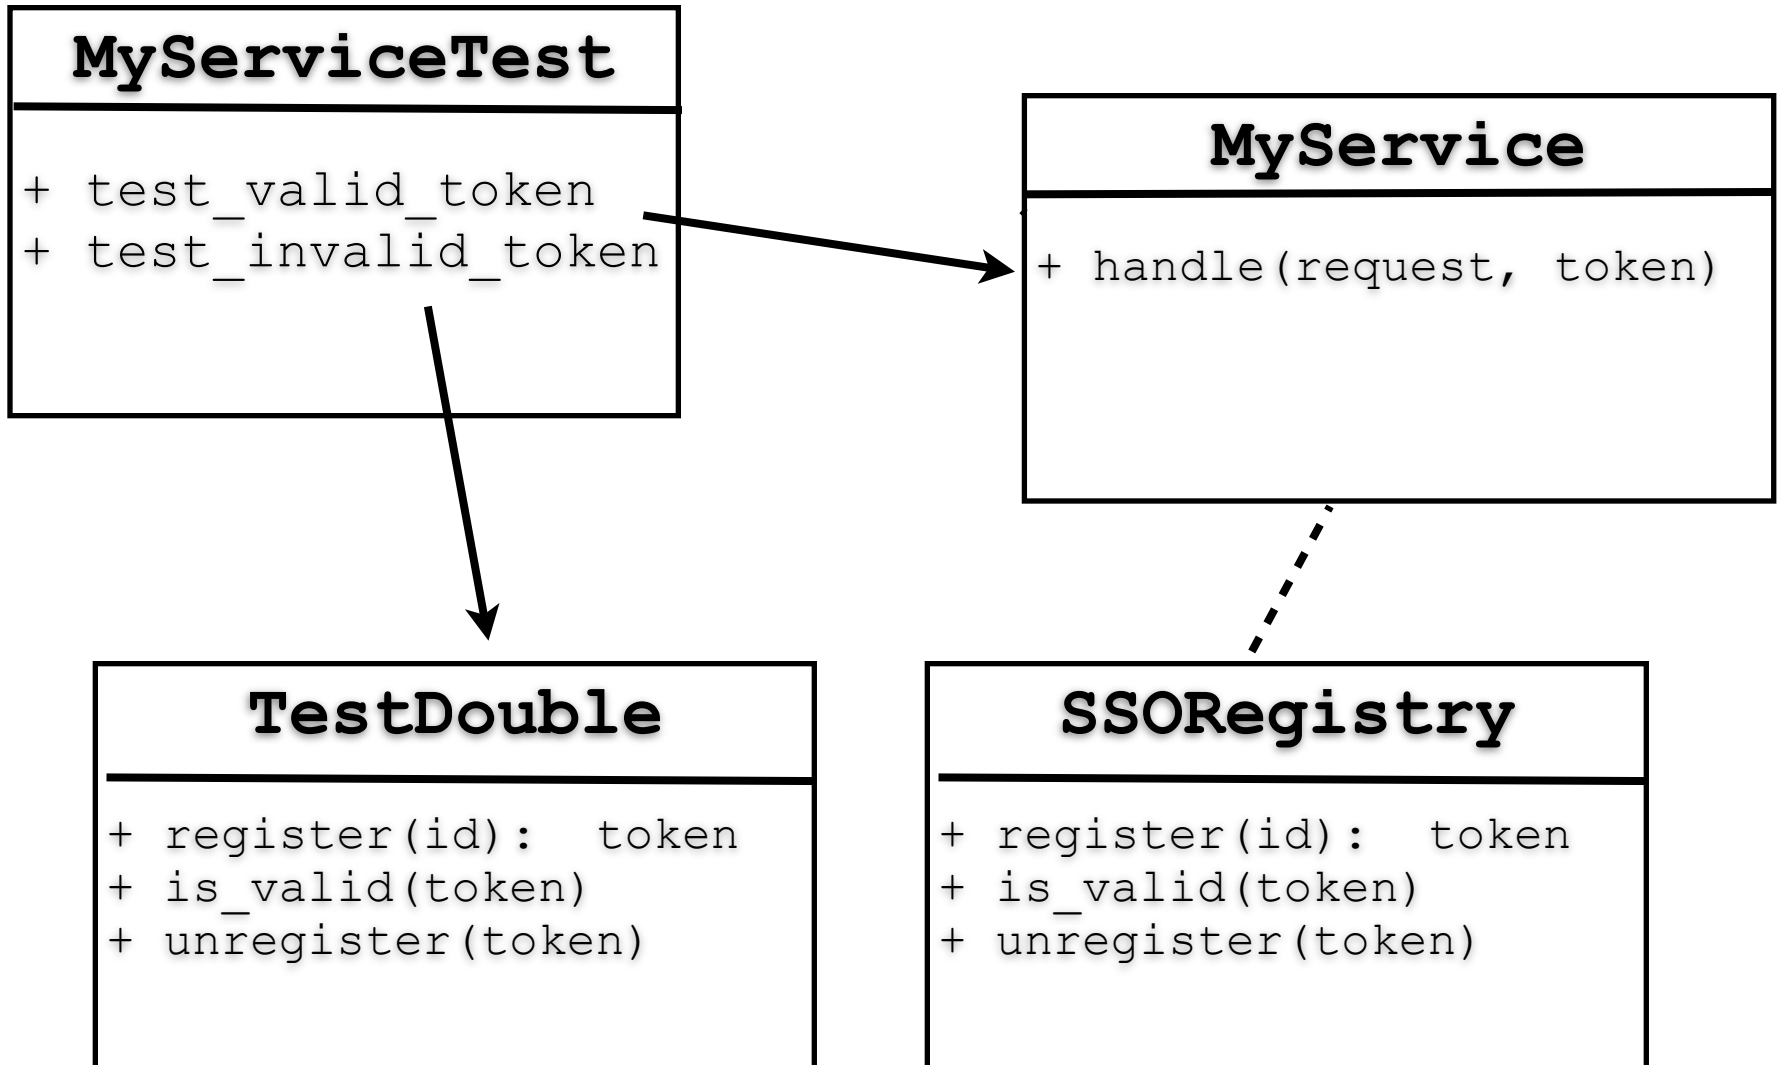 MyServiceTest
+ test_valid_token
+ test_invalid_token
MyService
+ handle(request, token)
TestDouble
+ register(id): token
+ is_valid(token)
+ unregister(token)
SSORegistry
+ register(id): token
+ is_valid(token)
+ unregister(token)